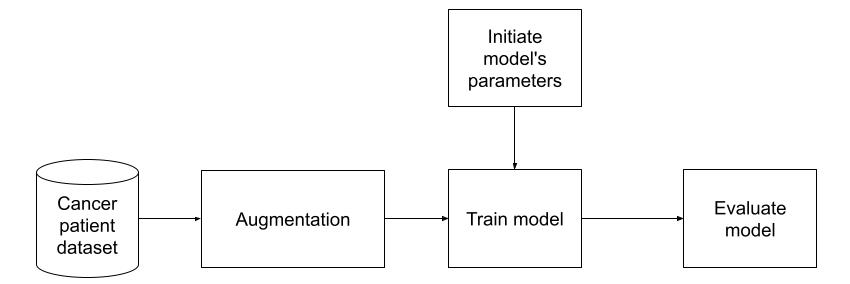 Initiate
model's
parameters
Cancer
patient
dataset
Augmentation
Train model
Evaluate
model